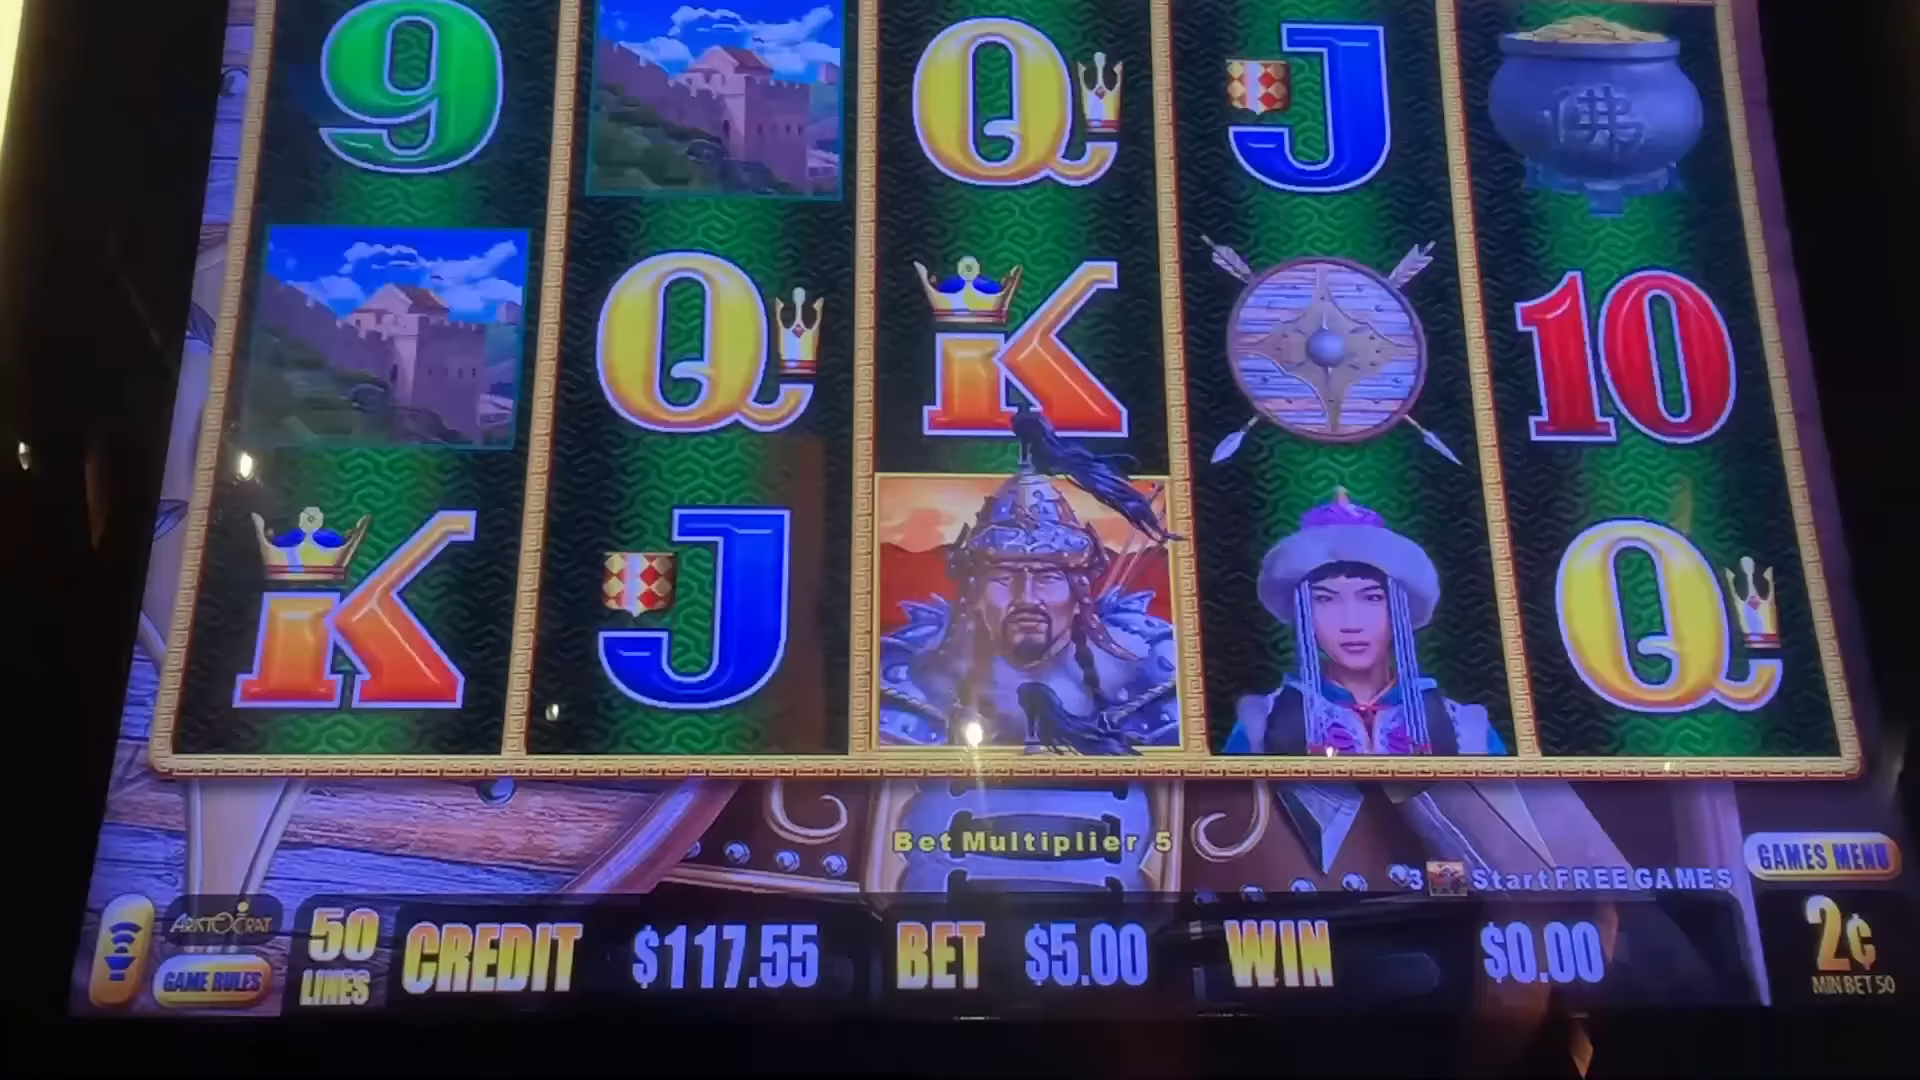 9 Q J 佛
Q K 10
K J Q
Bet Multiplier 5
3 Start FREE GAMES
GAMES MENU
ARISTOCRAT
GAME RULES
50
LINES
CREDIT $117.55
BET $5.00
WIN $0.00
2¢
MIN BET 50